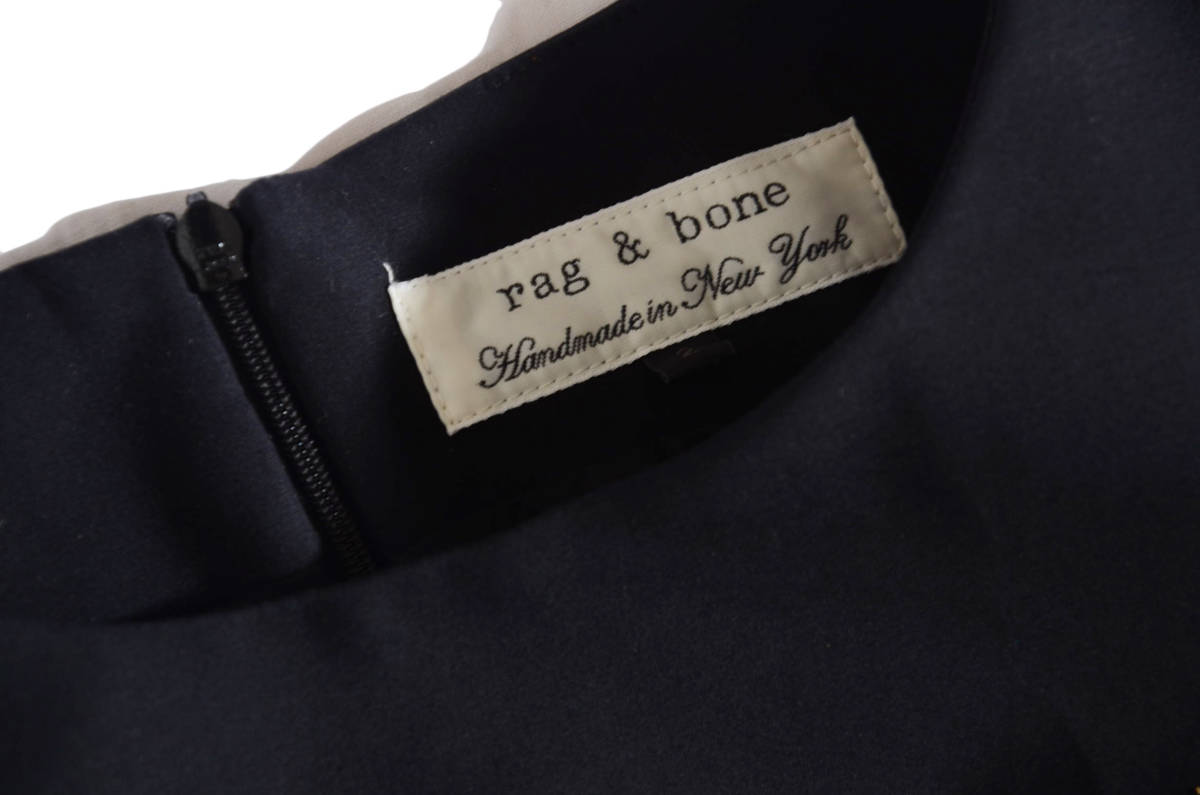 rag & bone
Handmade in New York